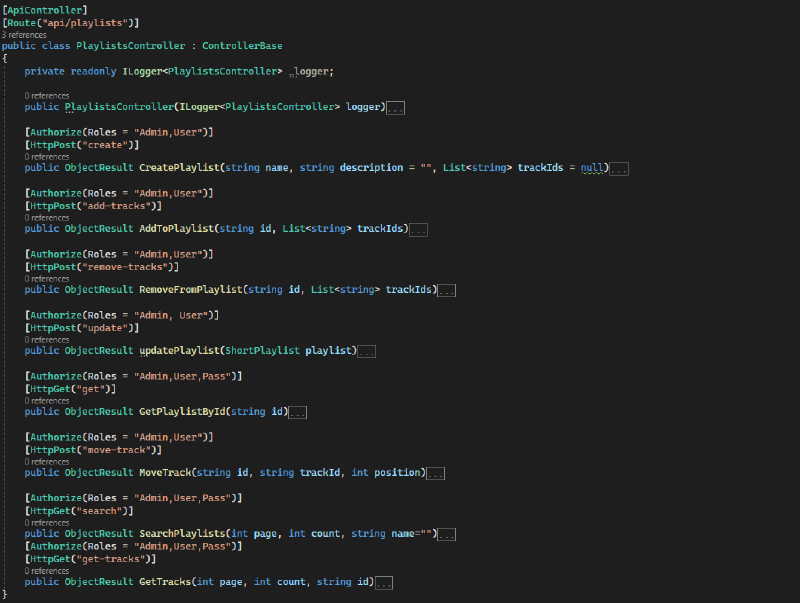 [ApiController]
[Route("api/playlists")]
3 references
public class PlaylistsController : ControllerBase
{
private readonly ILogger<PlaylistsController> _logger;
0 references
public PlaylistsController(ILogger<PlaylistsController> logger)...
[Authorize(Roles = "Admin,User")]
[HttpPost("create")]
0 references
public ObjectResult CreatePlaylist(string name, string description = "", List<string> trackIds = null)...
[Authorize(Roles = "Admin,User")]
[HttpPost("add-tracks")]
0 references
public ObjectResult AddToPlaylist(string id, List<string> trackIds)...
[Authorize(Roles = "Admin,User")]
[HttpPost("remove-tracks")]
0 references
public ObjectResult RemoveFromPlaylist(string id, List<string> trackIds)...
[Authorize(Roles = "Admin, User")]
[HttpPost("update")]
0 references
public ObjectResult updatePlaylist(ShortPlaylist playlist)...
[Authorize(Roles = "Admin,User,Pass")]
[HttpGet("get")]
0 references
public ObjectResult GetPlaylistById(string id)...
[Authorize(Roles = "Admin,User")]
[HttpPost("move-track")]
0 references
public ObjectResult MoveTrack(string id, string trackId, int position)...
[Authorize(Roles = "Admin,User,Pass")]
[HttpGet("search")]
0 references
public ObjectResult SearchPlaylists(int page, int count, string name="")...
[Authorize(Roles = "Admin,User,Pass")]
[HttpGet("get-tracks")]
0 references
public ObjectResult GetTracks(int page, int count, string id)...
}